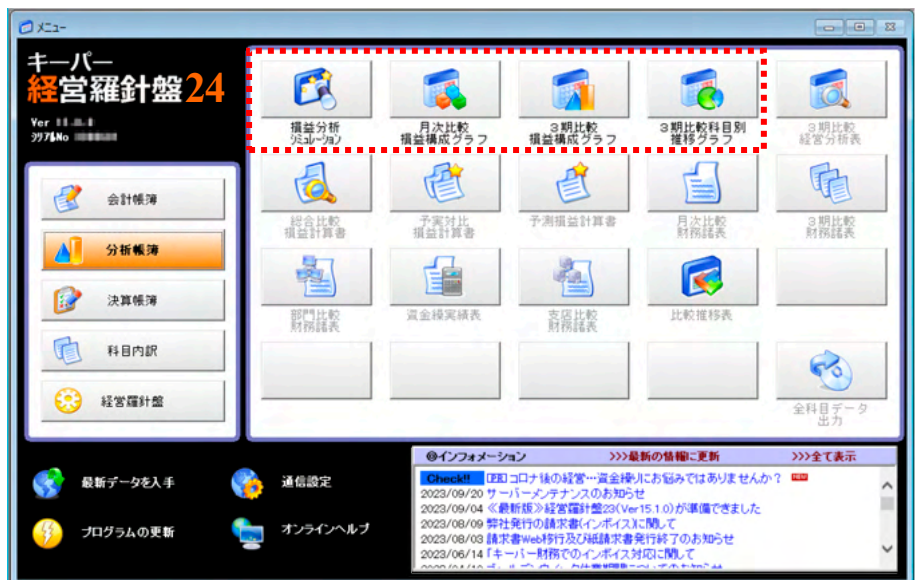 メニュー
キーパー
経営羅針盤24
Ver
ｼﾘｱﾙNo
会計帳簿
分析帳簿
決算帳簿
科目内訳
経営羅針盤
損益分析
ｼﾐｭﾚｰｼｮﾝ
月次比較
損益構成グラフ
3期比較
損益構成グラフ
3期比較科目別
推移グラフ
3期比較
経営分析表
総合比較
損益計算書
予実対比
損益計算書
予測損益計算書
月次比較
財務諸表
3期比較
財務諸表
部門比較
財務諸表
資金繰実績表
支店比較
財務諸表
比較推移表
全科目データ
出力
最新データを入手
通信設定
プログラムの更新
オンラインヘルプ
インフォメーション >>>最新の情報に更新 >>>全て表示
Check!! [PR]コロナ後の経営…資金繰りにお悩みではありませんか? NEW
2023/09/20 サーバーメンテナンスのお知らせ
2023/09/04 《最新版》経営羅針盤23(Ver15.1.0)が準備できました
2023/08/09 弊社発行の請求書(インボイス)に関して
2023/08/03 請求書Web移行及び紙請求書発行終了のお知らせ
2023/06/14 「キーパー財務でのインボイス対応に関して